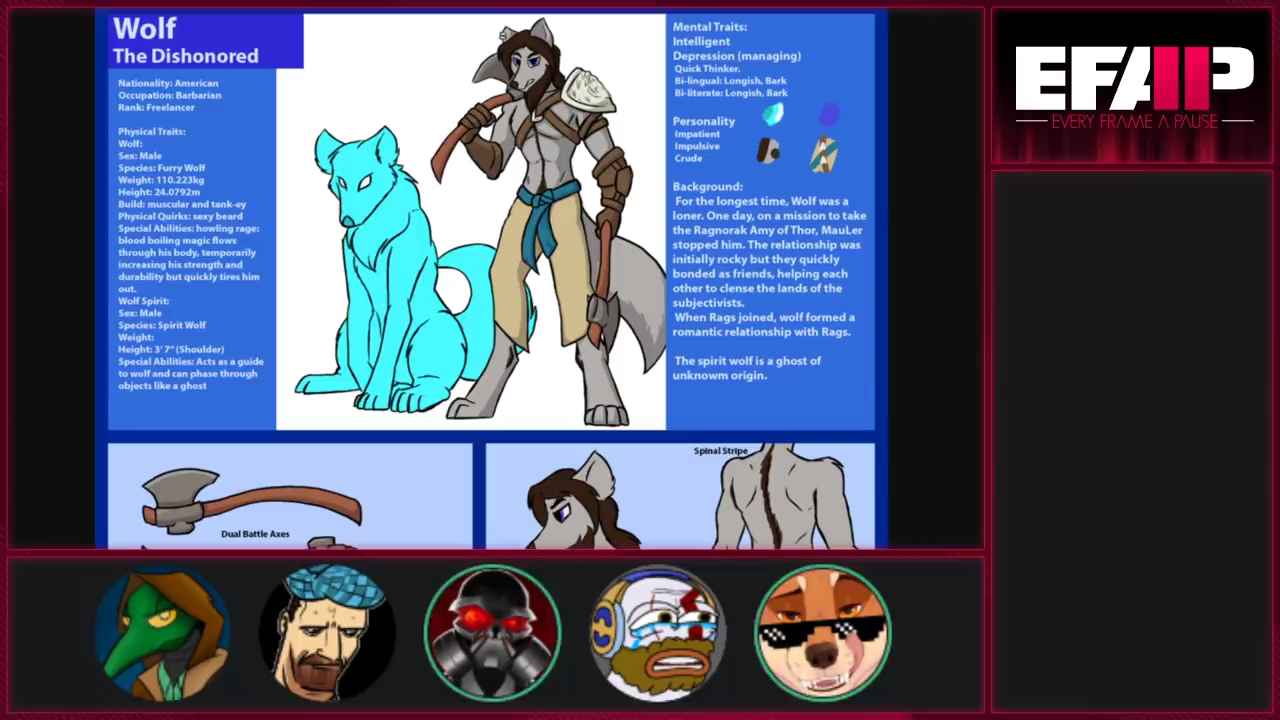 Wolf
The Dishonored
Nationality: American
Occupation: Barbarian
Rank: Freelancer
Physical Traits:
Wolf:
Sex: Male
Species: Furry Wolf
Weight: 110.223kg
Height: 24.0792m
Build: muscular and tank-ey
Physical Quirks: sexy beard
Special Abilities: howling rage:
blood boiling magic flows
through his body, temporarily
increasing his strength and
durability but quickly tires him
out.
Wolf Spirit:
Sex: Male
Species: Spirit Wolf
Weight:
Height: 3' 7" (Shoulder)
Special Abilities: Acts as a guide
to wolf and can phase through
objects like a ghost
Mental Traits:
Intelligent
Depression (managing)
Quick Thinker.
Bi-lingual: Longish, Bark
Bi-literate: Longish, Bark
Personality
Impatient
Impulsive
Crude
Background:
For the longest time, Wolf was a
loner. One day, on a mission to take
the Ragnorak Amy of Thor, MauLer
stopped him. The relationship was
initially rocky but they quickly
bonded as friends, helping each
other to clense the lands of the
subjectivists.
When Rags joined, wolf formed a
romantic relationship with Rags.
The spirit wolf is a ghost of
unknowm origin.
Dual Battle Axes
Spinal Stripe
EFAP
EVERY FRAME A PAUSE